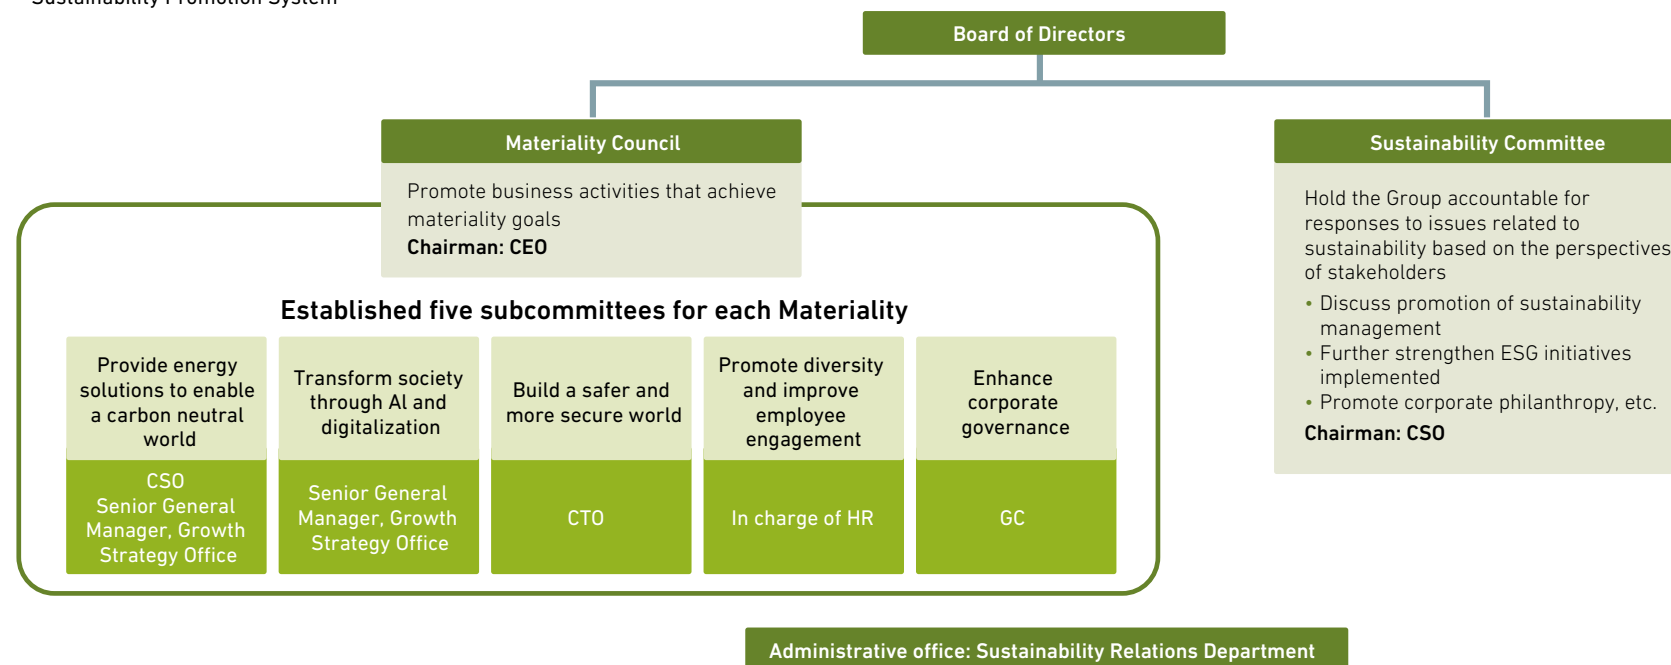 Sustainability Promotion System
Board of Directors
Materiality Council
Promote business activities that achieve
materiality goals
Chairman: CEO
Established five subcommittees for each Materiality
Provide energy
solutions to enable
a carbon neutral
world
CSO
Senior General
Manager, Growth
Strategy Office
Transform society
through AI and
digitalization
Senior General
Manager, Growth
Strategy Office
Build a safer and
more secure world
CTO
Promote diversity
and improve
employee
engagement
In charge of HR
Enhance
corporate
governance
GC
Sustainability Committee
Hold the Group accountable for
responses to issues related to
sustainability based on the perspectives
of stakeholders
• Discuss promotion of sustainability
management
• Further strengthen ESG initiatives
implemented
• Promote corporate philanthropy, etc.
Chairman: CSO
Administrative office: Sustainability Relations Department